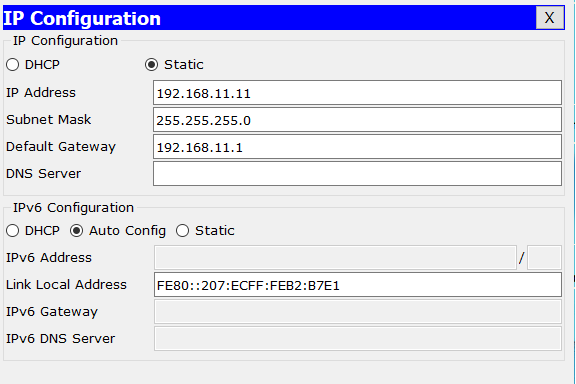 IP Configuration X
IP Configuration
DHCP Static
IP Address 192.168.11.11
Subnet Mask 255.255.255.0
Default Gateway 192.168.11.1
DNS Server
IPv6 Configuration
DHCP Auto Config Static
IPv6 Address /
Link Local Address FE80::207:ECFF:FEB2:B7E1
IPv6 Gateway
IPv6 DNS Server